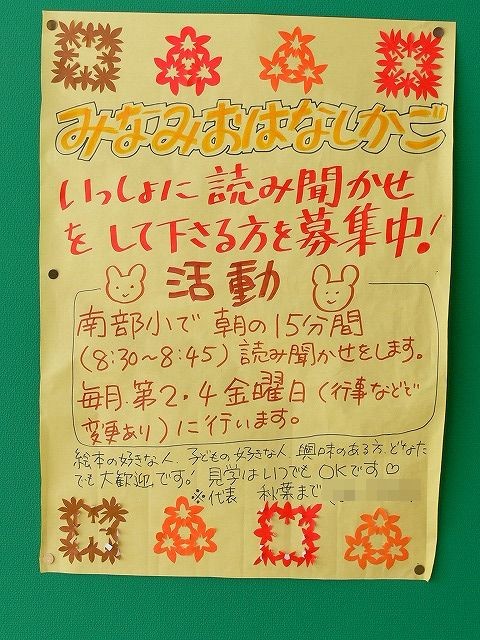 みなみおはなしかご
いっしょに読み聞かせ
をして下さる方を募集中!
活動
南部小で朝の15分間
(8:30~8:45)読み聞かせをします。
毎月.第2・4金曜日(行事などで
変更あり)に行います。
絵本の好きな人、子どもの好きな人、興味のある方、どなた
でも大歓迎です! 見学はいつでもOKです♡
※代表 秋葉まで